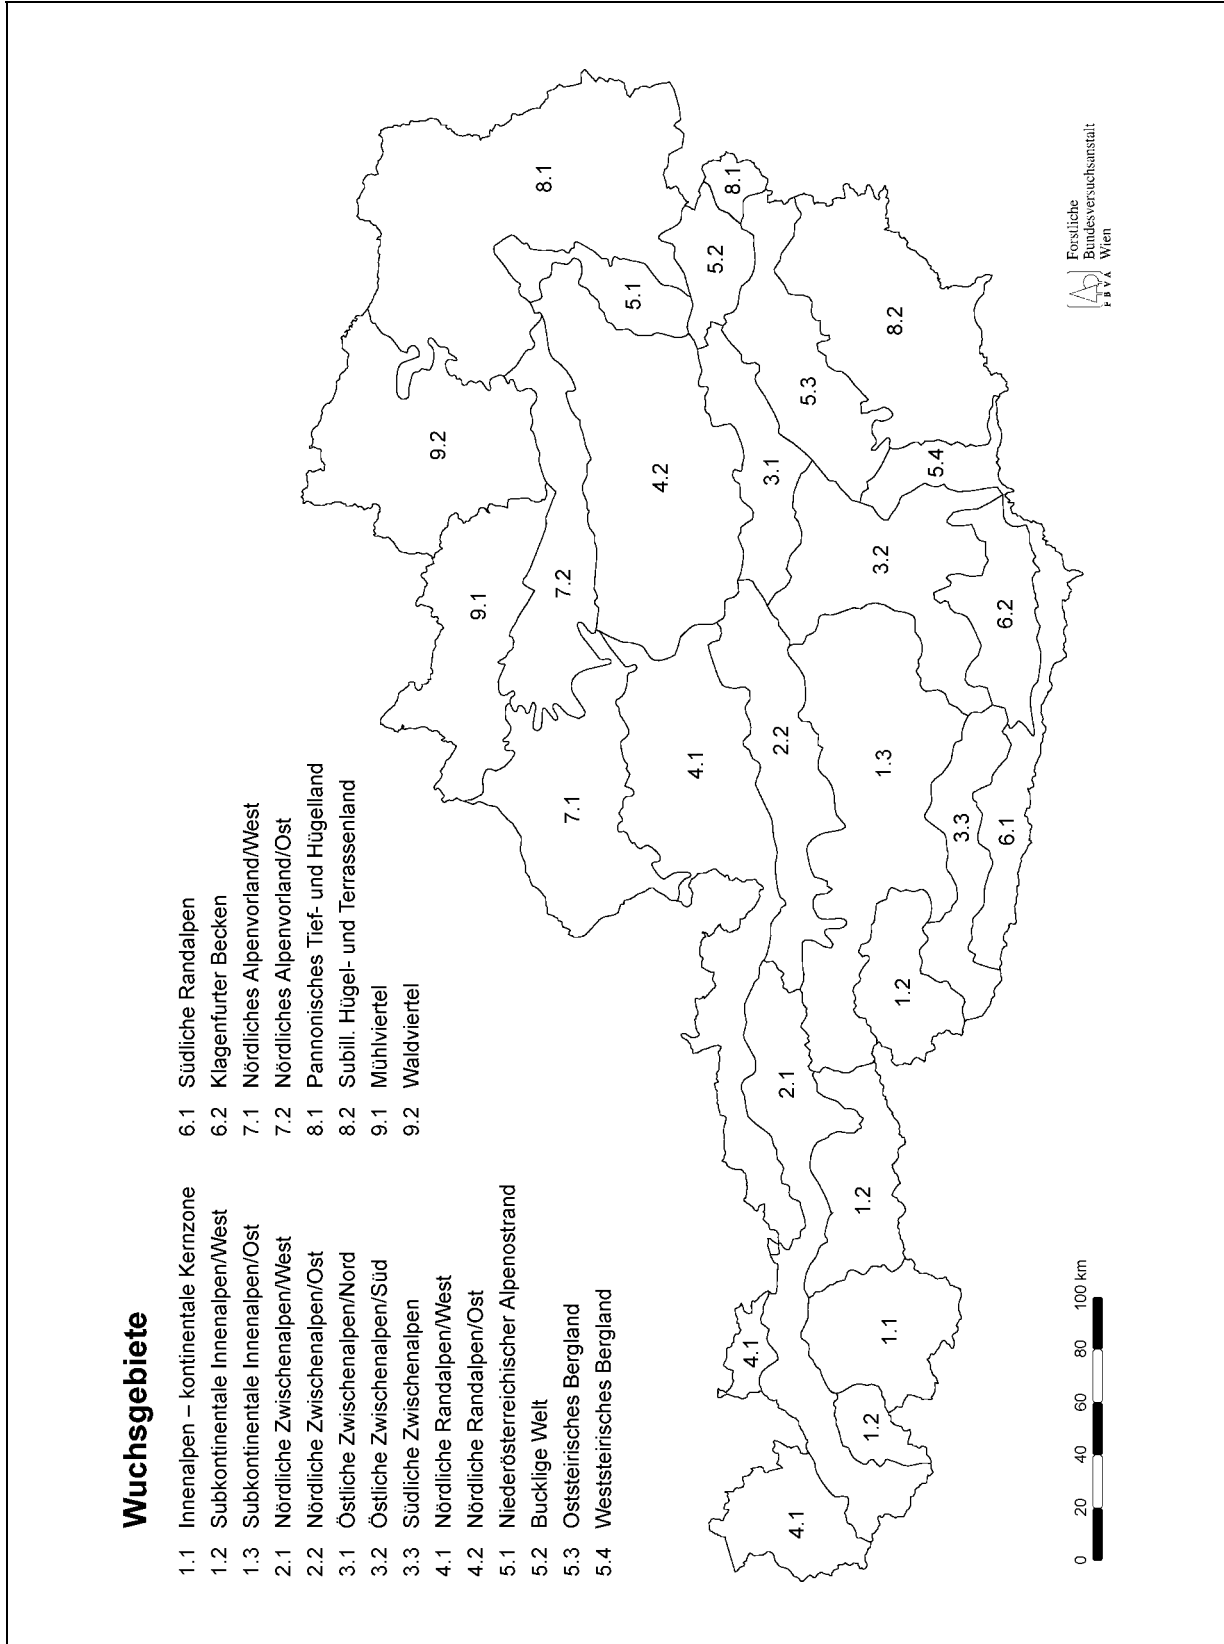 Wuchsgebiete
1.1 Innenalpen – kontinentale Kernzone
1.2 Subkontinentale Innenalpen/West
1.3 Subkontinentale Innenalpen/Ost
2.1 Nördliche Zwischenalpen/West
2.2 Nördliche Zwischenalpen/Ost
3.1 Östliche Zwischenalpen/Nord
3.2 Östliche Zwischenalpen/Süd
3.3 Südliche Zwischenalpen
4.1 Nördliche Randalpen/West
4.2 Nördliche Randalpen/Ost
5.1 Niederösterreichischer Alpenostrand
5.2 Bucklige Welt
5.3 Oststeirisches Bergland
5.4 Weststeirisches Bergland
6.1 Südliche Randalpen
6.2 Klagenfurter Becken
7.1 Nördliches Alpenvorland/West
7.2 Nördliches Alpenvorland/Ost
8.1 Pannonisches Tief- und Hügelland
8.2 Subill. Hügel- und Terrassenland
9.1 Mühlviertel
9.2 Waldviertel
9.2
9.1
8.1
7.2
7.1
5.1
4.2
4.1
8.1
5.2
3.1
2.2
2.1
4.1
4.1
5.3
8.2
3.2
1.3
1.2
1.2
1.1
1.2
5.4
6.2
3.3
6.1
0 20 40 60 80 100 km
FBVA
Forstliche
Bundesversuchsanstalt
Wien